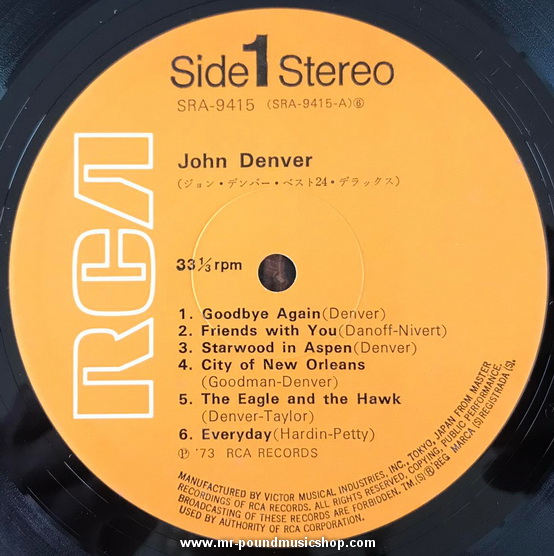 Side 1 Stereo
SRA-9415 (SRA-9415-A)⑥
John Denver
(ジョン・デンバー・ベスト24・デラックス)
RCA
33⅓ rpm
1. Goodbye Again(Denver)
2. Friends with You(Danoff-Nivert)
3. Starwood in Aspen(Denver)
4. City of New Orleans
(Goodman-Denver)
5. The Eagle and the Hawk
(Denver-Taylor)
6. Everyday(Hardin-Petty)
Ⓟ '73 RCA RECORDS
MANUFACTURED BY VICTOR MUSICAL INDUSTRIES, INC., TOKYO, JAPAN FROM MASTER
RECORDINGS OF RCA RECORDS. ALL RIGHTS RESERVED, COPYING, PUBLIC PERFORMANCE,
BROADCASTING OF THESE RECORDS ARE FORBIDDEN. TM.(S)® REG MARCA (S) REGISTRADA (S).
USED BY AUTHORITY OF RCA CORPORATION.
www.mr-poundmusicshop.com